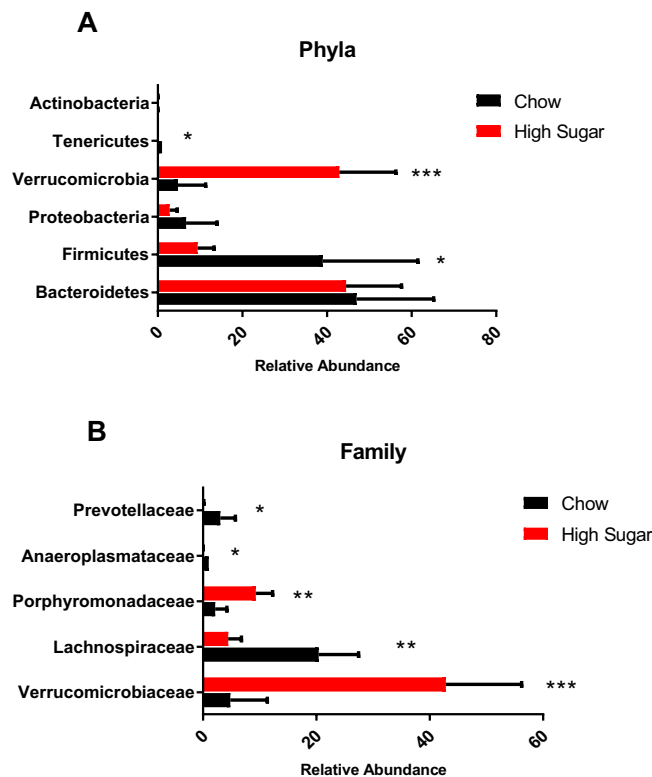 A
Phyla
Actinobacteria
Tenericutes
*
Verrucomicrobia
***
Proteobacteria
Firmicutes
*
Bacteroidetes
Chow
High Sugar
0
20
40
60
80
Relative Abundance
B
Family
Prevotellaceae
*
Anaeroplasmataceae
*
Porphyromonadaceae
**
Lachnospiraceae
**
Verrucomicrobiaceae
***
Chow
High Sugar
0
20
40
60
Relative Abundance